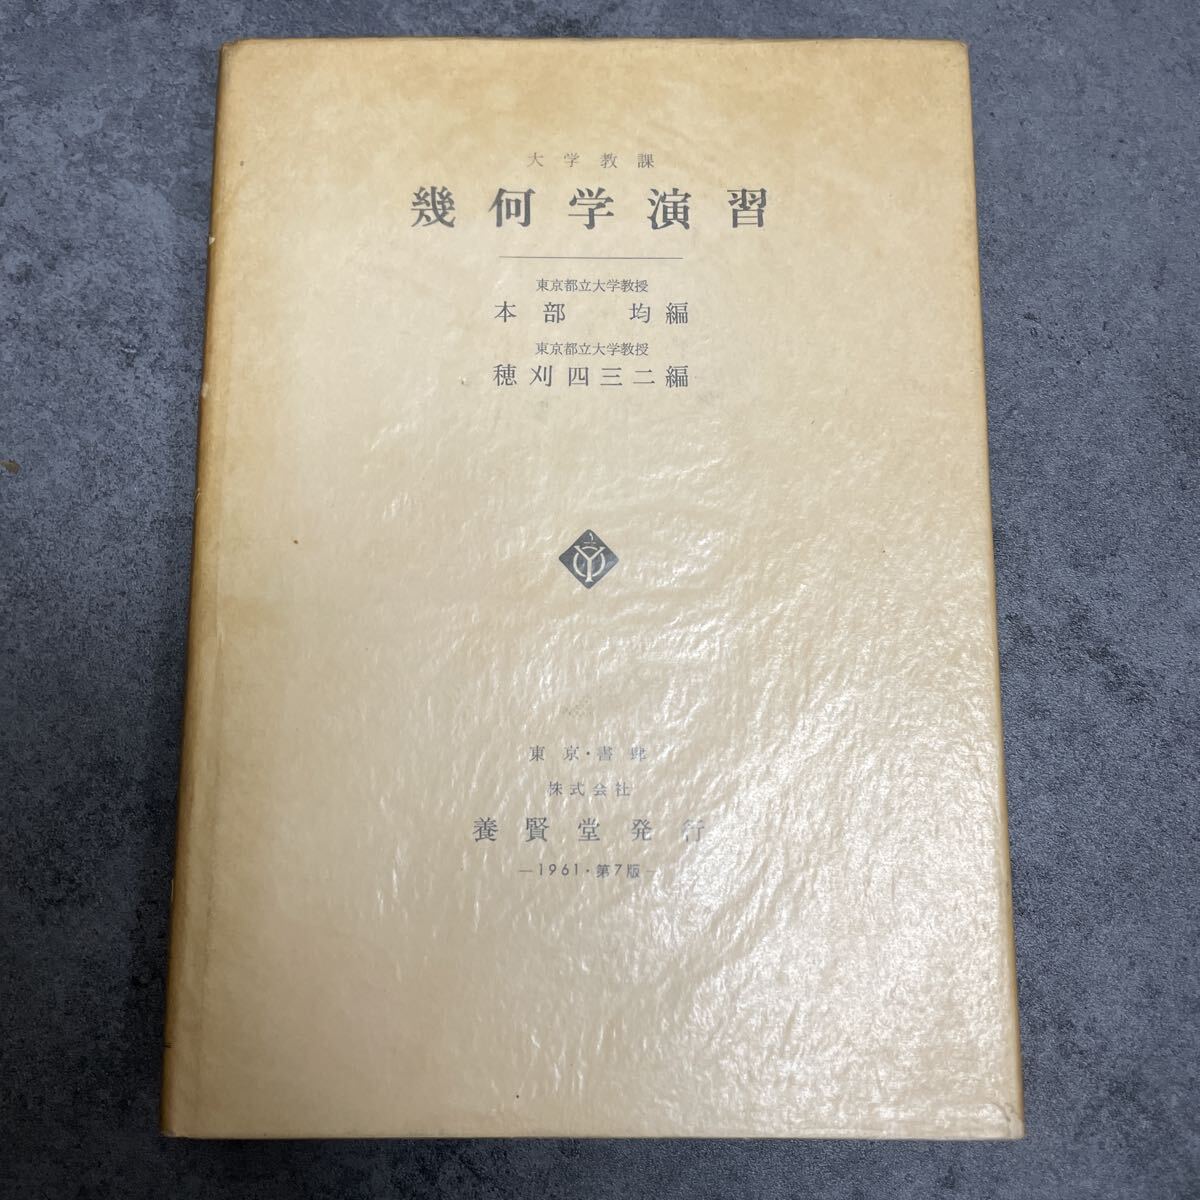 大学教課
幾何学演習
東京都立大学教授
本部 均編
東京都立大学教授
穂刈四三二編
東京・書肆
株式会社
養賢堂発行
—1961・第7版—